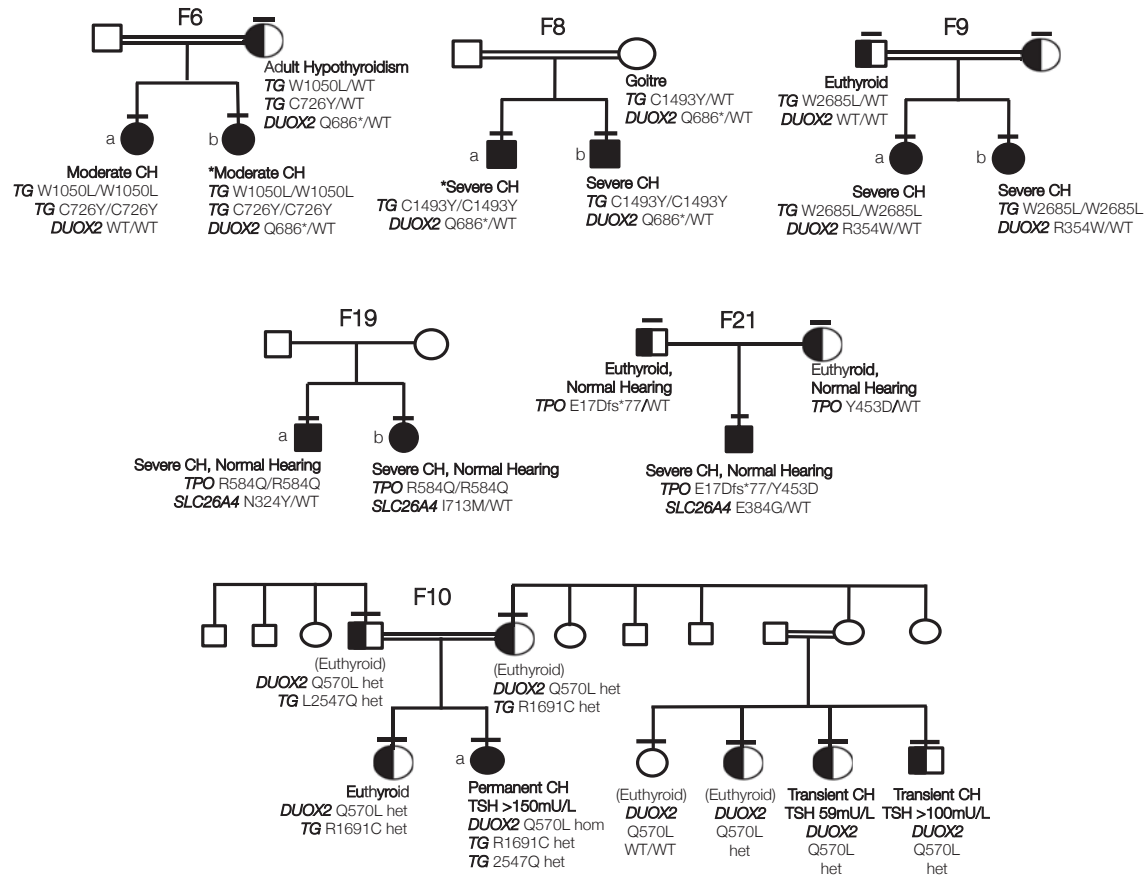 F6
Adult Hypothyroidism
TG W1050L/WT
TG C726Y/WT
DUOX2 Q686*/WT
a
b
Moderate CH
TG W1050L/W1050L
TG C726Y/C726Y
DUOX2 WT/WT
*Moderate CH
TG W1050L/W1050L
TG C726Y/C726Y
DUOX2 Q686*/WT
F8
Goitre
TG C1493Y/WT
DUOX2 Q686*/WT
a
b
*Severe CH
TG C1493Y/C1493Y
DUOX2 Q686*/WT
Severe CH
TG C1493Y/C1493Y
DUOX2 Q686*/WT
F9
Euthyroid
TG W2685L/WT
DUOX2 WT/WT
a
b
Severe CH
TG W2685L/W2685L
DUOX2 R354W/WT
Severe CH
TG W2685L/W2685L
DUOX2 R354W/WT
F19
a
b
Severe CH, Normal Hearing
TPO R584Q/R584Q
SLC26A4 N324Y/WT
Severe CH, Normal Hearing
TPO R584Q/R584Q
SLC26A4 I713M/WT
F21
Euthyroid,
Normal Hearing
TPO E17Dfs*77/WT
Euthyroid,
Normal Hearing
TPO Y453D/WT
Severe CH, Normal Hearing
TPO E17Dfs*77/Y453D
SLC26A4 E384G/WT
F10
(Euthyroid)
DUOX2 Q570L het
TG L2547Q het
(Euthyroid)
DUOX2 Q570L het
TG R1691C het
a
Euthyroid
DUOX2 Q570L het
TG R1691C het
Permanent CH
TSH >150mU/L
DUOX2 Q570L hom
TG R1691C het
TG 2547Q het
(Euthyroid)
DUOX2
Q570L
WT/WT
(Euthyroid)
DUOX2
Q570L
het
Transient CH
TSH 59mU/L
DUOX2
Q570L
het
Transient CH
TSH >100mU/L
DUOX2
Q570L
het